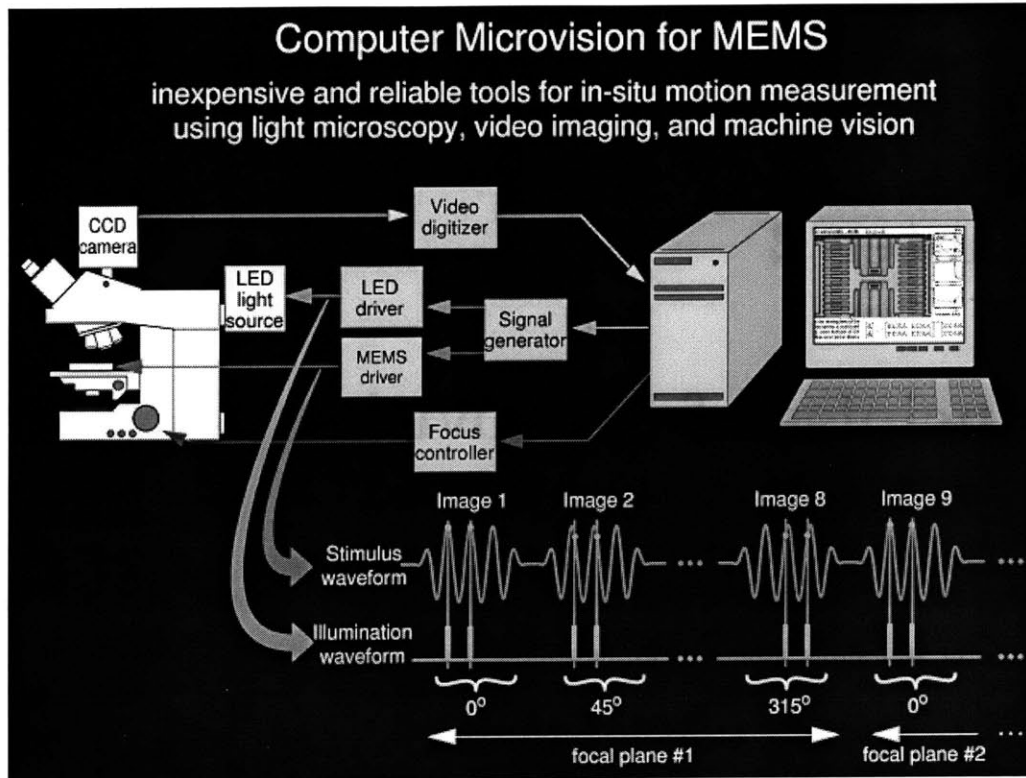 Computer Microvision for MEMS
inexpensive and reliable tools for in-situ motion measurement
using light microscopy, video imaging, and machine vision
CCD
camera
Video
digitizer
LED
light
source
LED
driver
Signal
generator
MEMS
driver
Focus
controller
Image 1
Image 2
Image 8
Image 9
Stimulus
waveform
...
...
Illumination
waveform
...
...
0°
45°
315°
0°
focal plane #1
focal plane #2
...